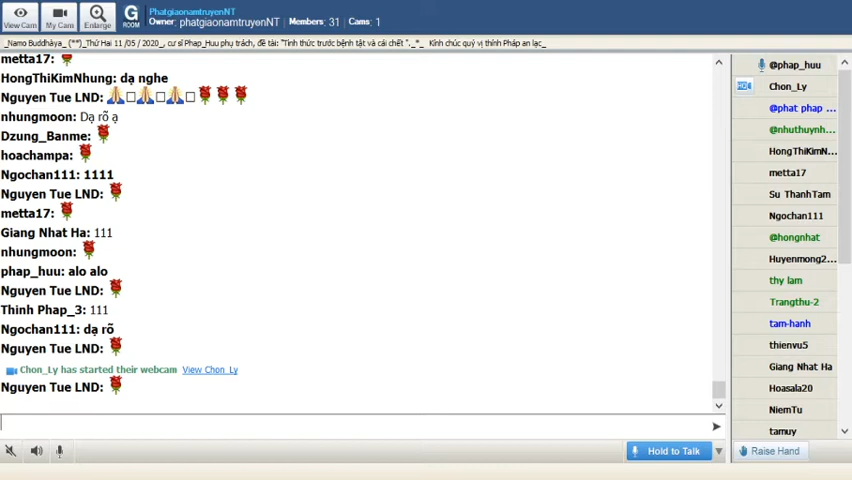 View Cam
My Cam
Enlarge
G
ROOM
PhatgiaonamtruyenNT
Owner: phatgiaonamtruyenNT Members: 31 Cams: 1
_Namo Buddhàya_ (**)_Thứ Hai 11 /05 / 2020_, cư sĩ Pháp_Huu phụ trách, đề tài: "Tỉnh thức trước bệnh tật và cái chết "._*_ Kính chúc quý vị thính Pháp an lạc_
metta17:
HongThiKimNhung: dạ nghe
Nguyen Tue LND:
nhungmoon: Dạ rõ ạ
Dzung_Banme:
hoachampa:
Ngochan111: 1111
Nguyen Tue LND:
metta17:
Giang Nhat Ha: 111
nhungmoon:
phap_huu: alo alo
Nguyen Tue LND:
Thinh Phap_3: 111
Ngochan111: dạ rõ
Nguyen Tue LND:
Chon_Ly has started their webcam View Chon_Ly
Nguyen Tue LND:
Hold to Talk
@phap_huu
HD Chon_Ly
@phat phap ...
@nhuthuynh...
HongThiKimN...
metta17
Su ThanhTam
Ngochan111
@hongnhat
Huyenmong2...
thy lam
Trangthu-2
tam-hanh
thienvu5
Giang Nhat Ha
Hoasala20
NiemTu
tamuy
Raise Hand